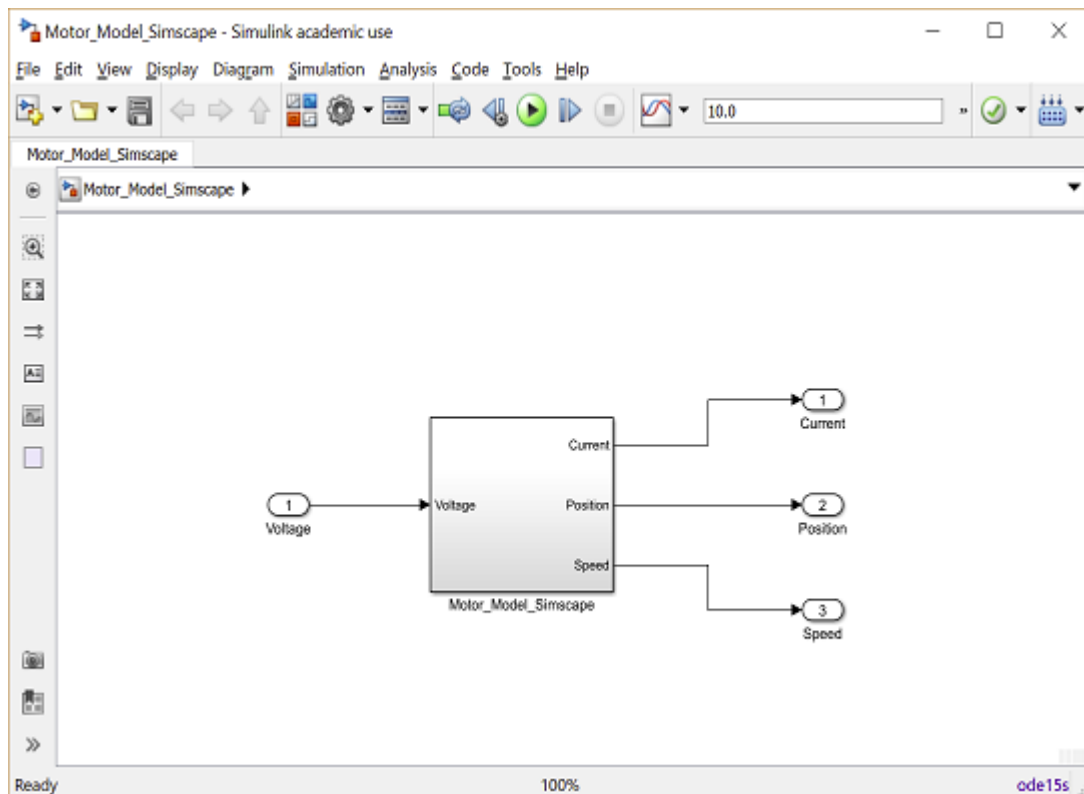 Motor_Model_Simscape - Simulink academic use
File Edit View Display Diagram Simulation Analysis Code Tools Help
10.0 »
Motor_Model_Simscape
Motor_Model_Simscape
1
Current
Current
1
Voltage
Voltage
Position
2
Position
Speed
Motor_Model_Simscape
3
Speed
Ready 100% ode15s